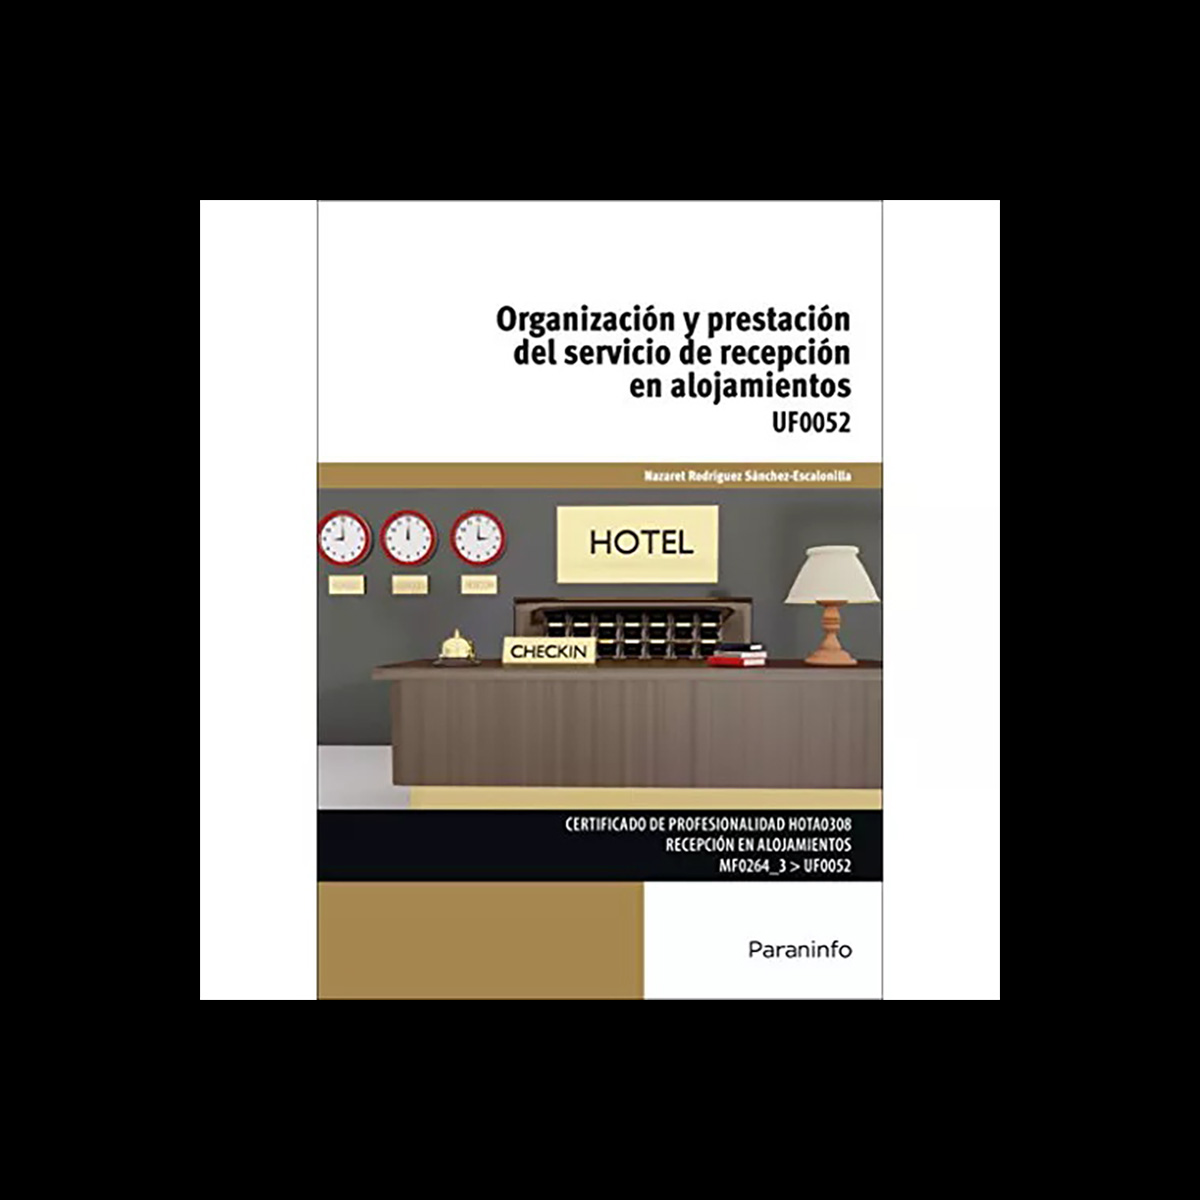 Organización y prestación
del servicio de recepción
en alojamientos
UF0052
Nazaret Rodríguez Sánchez-Escalonilla
HOTEL
CHECKIN
CERTIFICADO DE PROFESIONALIDAD HOTA0308
RECEPCIÓN EN ALOJAMIENTOS
MF0264_3 > UF0052
Paraninfo